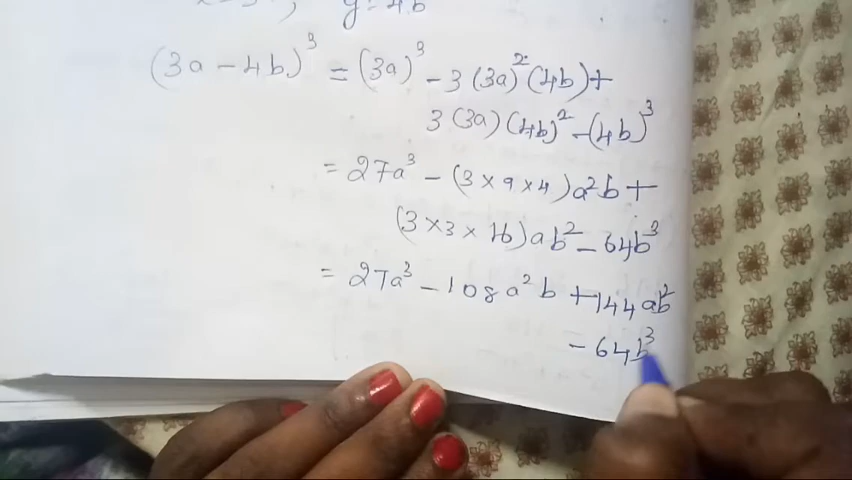 y = 4b
(3a - 4b)³ = (3a)³ - 3(3a)²(4b) +
3(3a)(4b)² - (4b)³
= 27a³ - (3 × 9 × 4)a²b +
(3 × 3 × 16)ab² - 64b³
= 27a³ - 108a²b + 144ab²
- 64b³